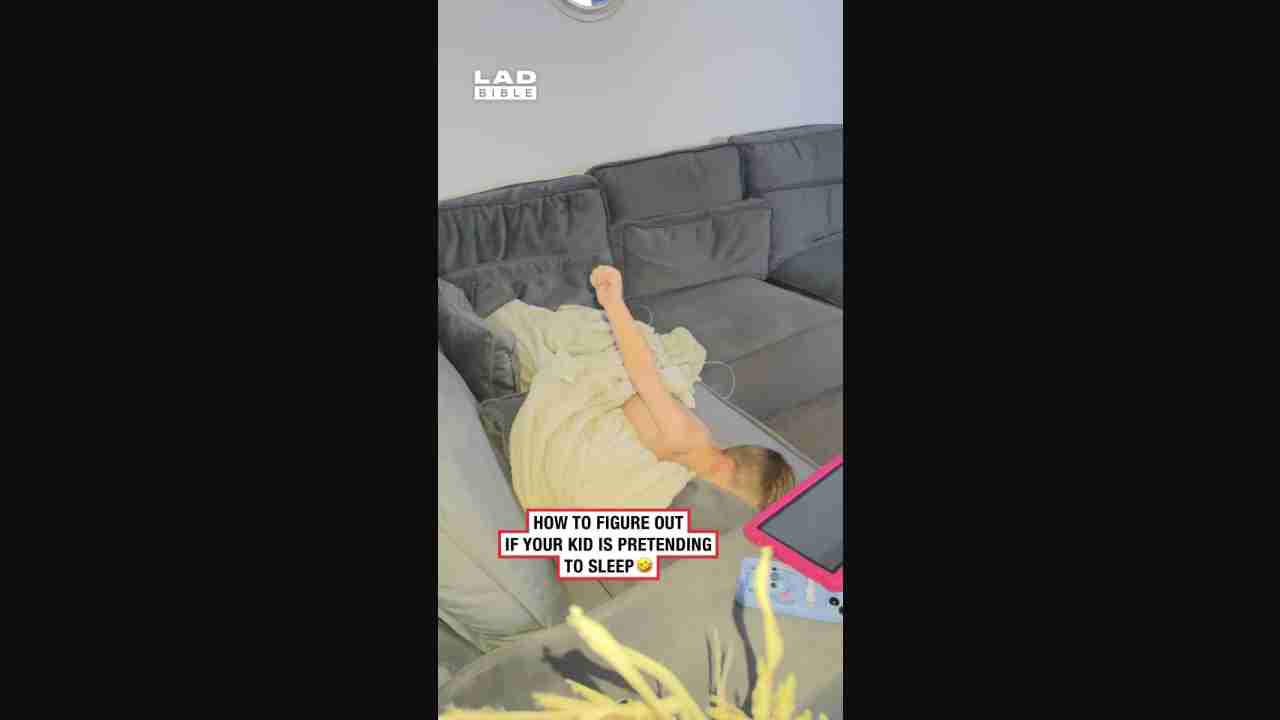 LAD
BIBLE
HOW TO FIGURE OUT
IF YOUR KID IS PRETENDING
TO SLEEP🤣